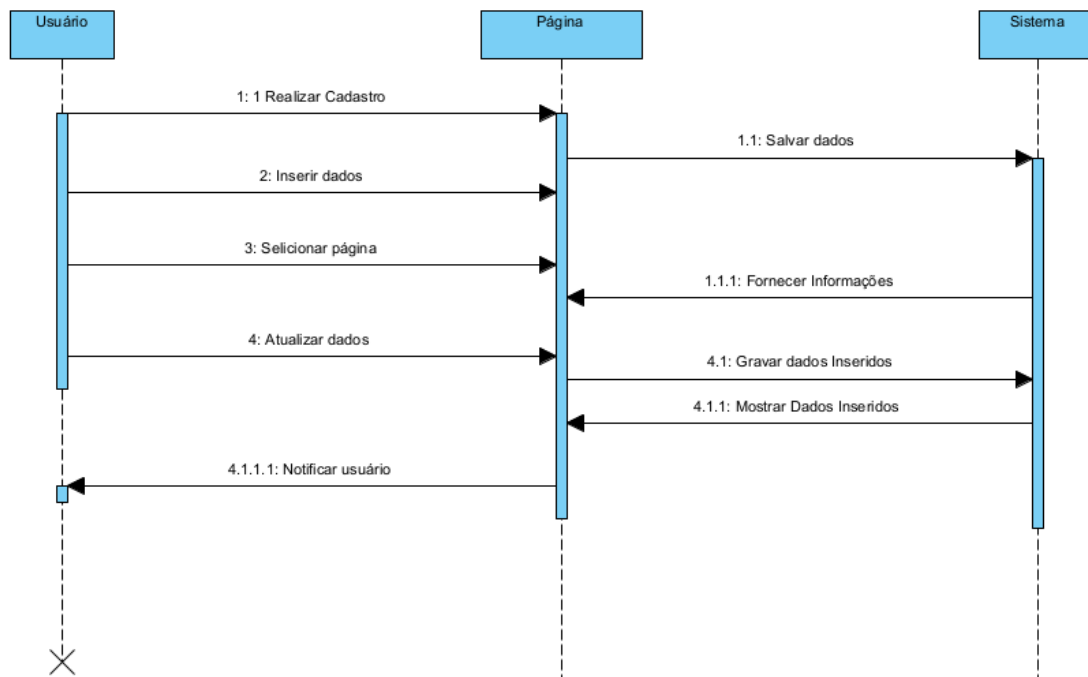 Usuário
Página
Sistema
1: 1 Realizar Cadastro
1.1: Salvar dados
2: Inserir dados
3: Selicionar página
1.1.1: Fornecer Informações
4: Atualizar dados
4.1: Gravar dados Inseridos
4.1.1: Mostrar Dados Inseridos
4.1.1.1: Notificar usuário